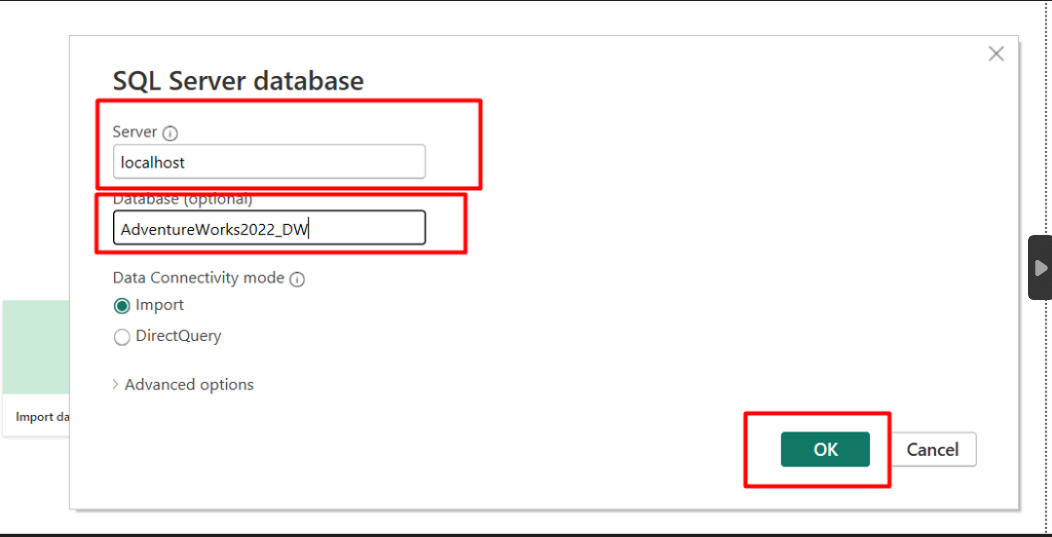 SQL Server database
Server
localhost
Database (optional)
AdventureWorks2022_DW
Data Connectivity mode
Import
DirectQuery
Advanced options
Import da
OK
Cancel